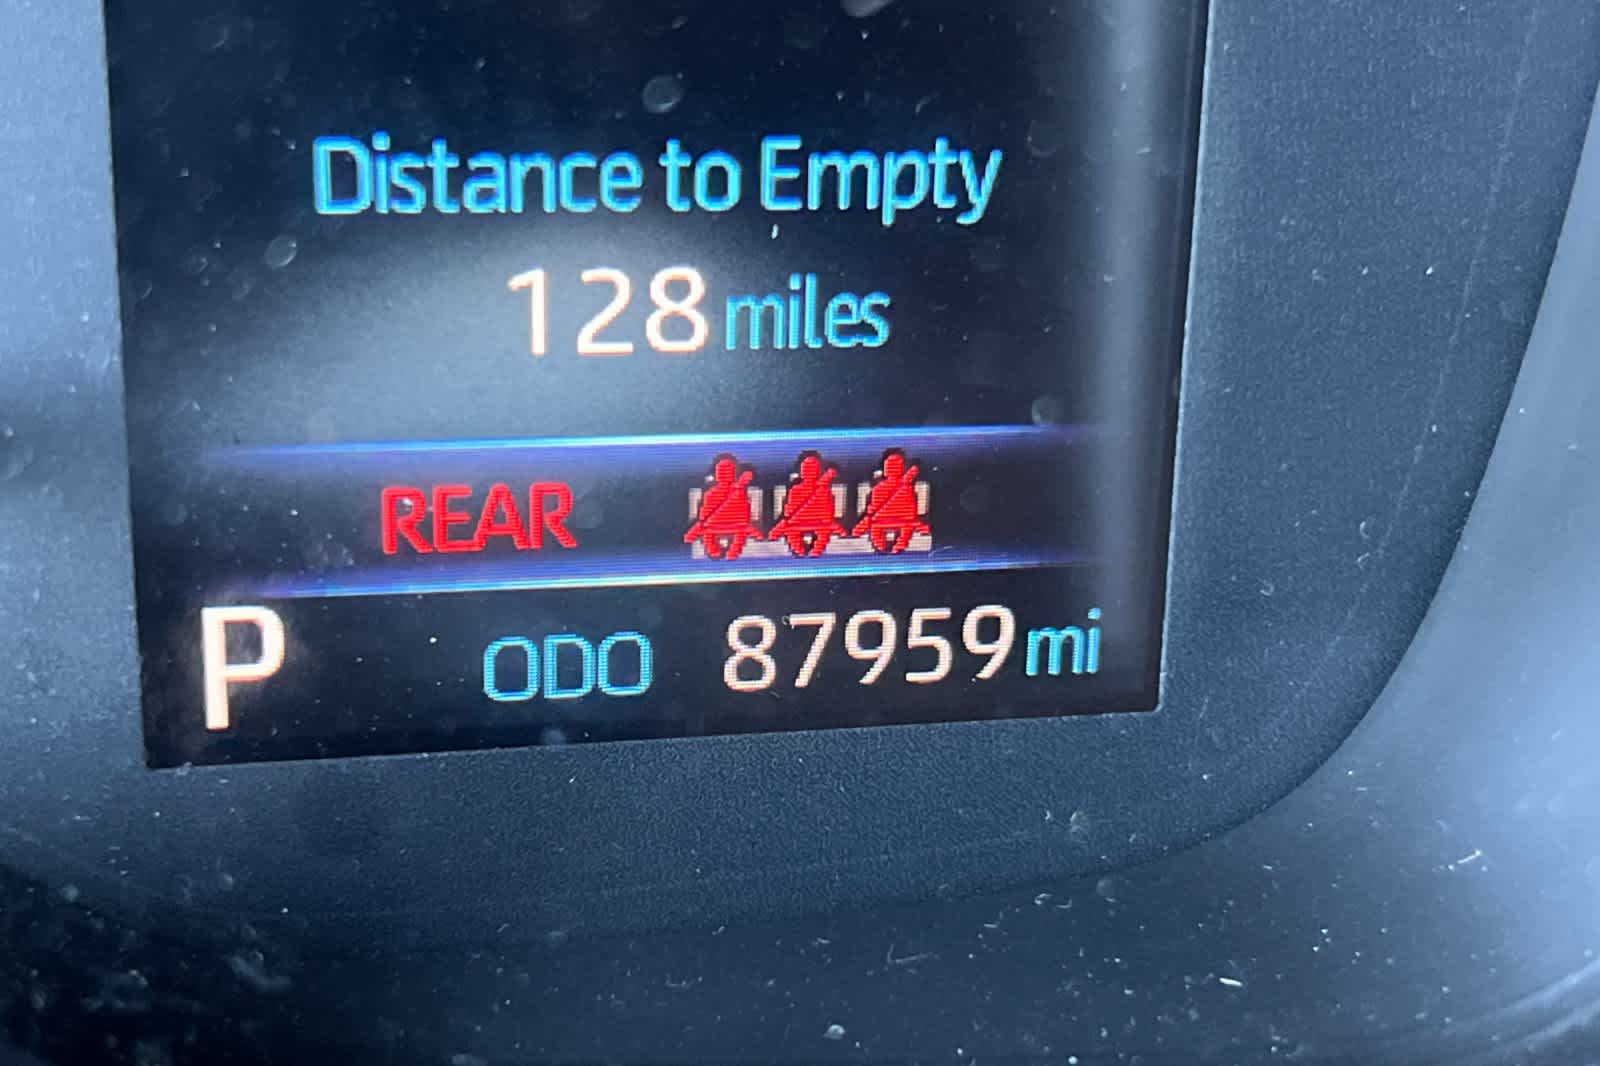 Distance to Empty
128 miles
REAR
P ODO 87959 mi